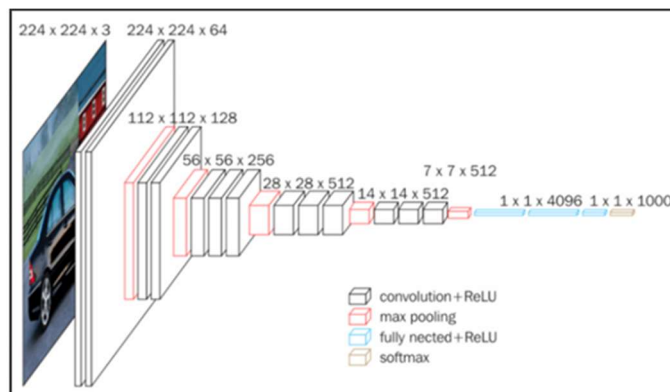 224 x 224 x 3
224 x 224 x 64
112 x 112 x 128
56 x 56 x 256
28 x 28 x 512
14 x 14 x 512
7 x 7 x 512
1 x 1 x 4096
1 x 1 x 1000
convolution+ReLU
max pooling
fully nected+ReLU
softmax